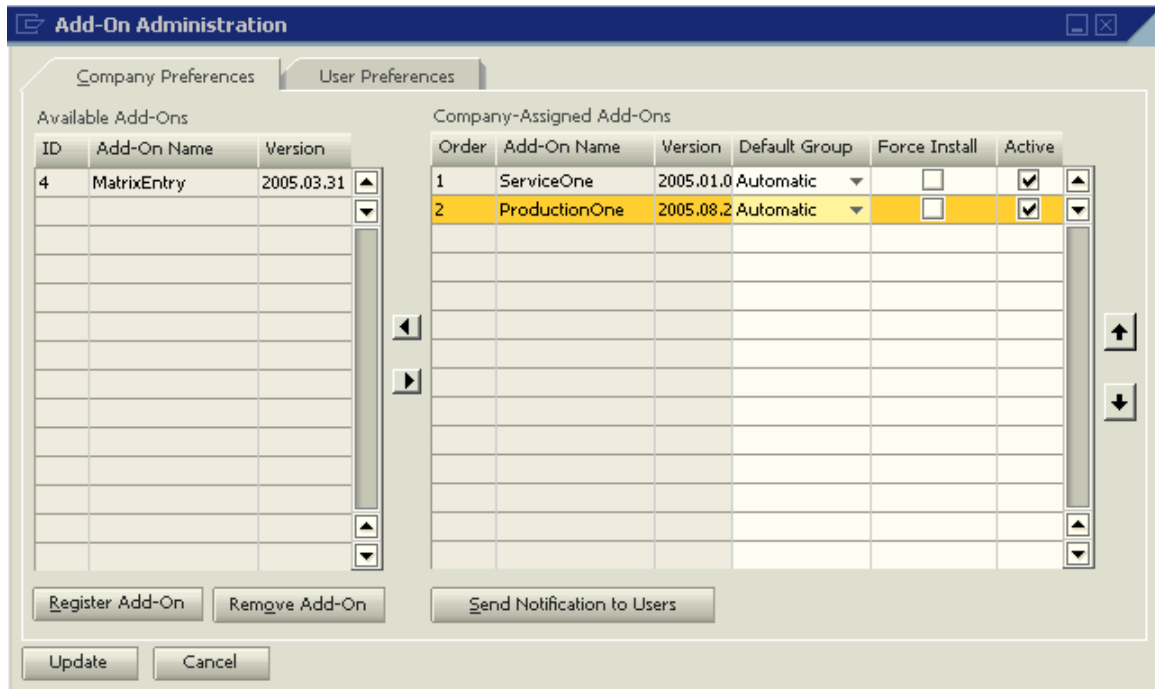 Add-On Administration
Company Preferences User Preferences
Available Add-Ons Company-Assigned Add-Ons
ID Add-On Name Version Order Add-On Name Version Default Group Force Install Active
4 MatrixEntry 2005.03.31 1 ServiceOne 2005.01.0 Automatic
2 ProductionOne 2005.08.2 Automatic
Register Add-On Remove Add-On Send Notification to Users
Update Cancel